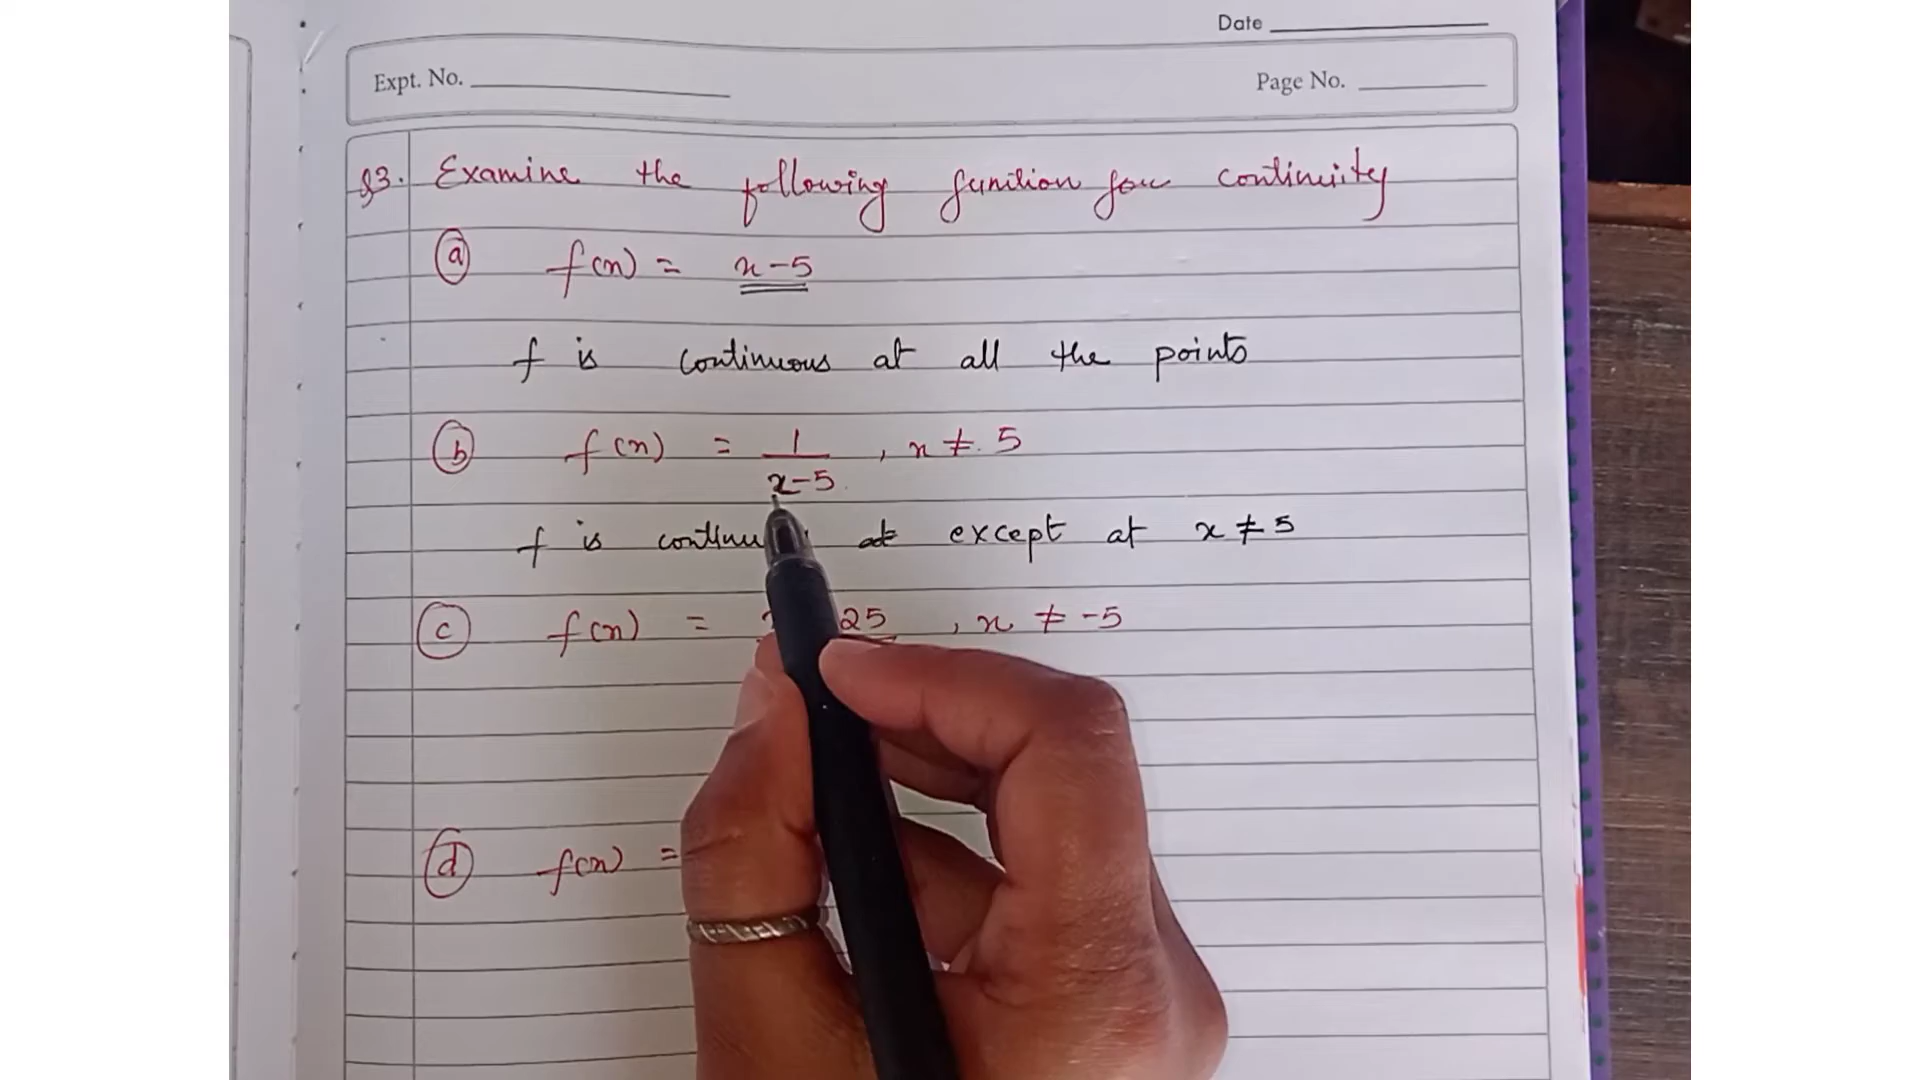 Date
Expt. No.
Page No.
Q3. Examine the following function for continuity
(a) f(x) = x-5
f is continuous at all the points
(b) f(x) = 1/(x-5) , x ≠ 5
f is at except at x ≠ 5
(c) f(x) = 25 , x ≠ -5
(d) f(x) =